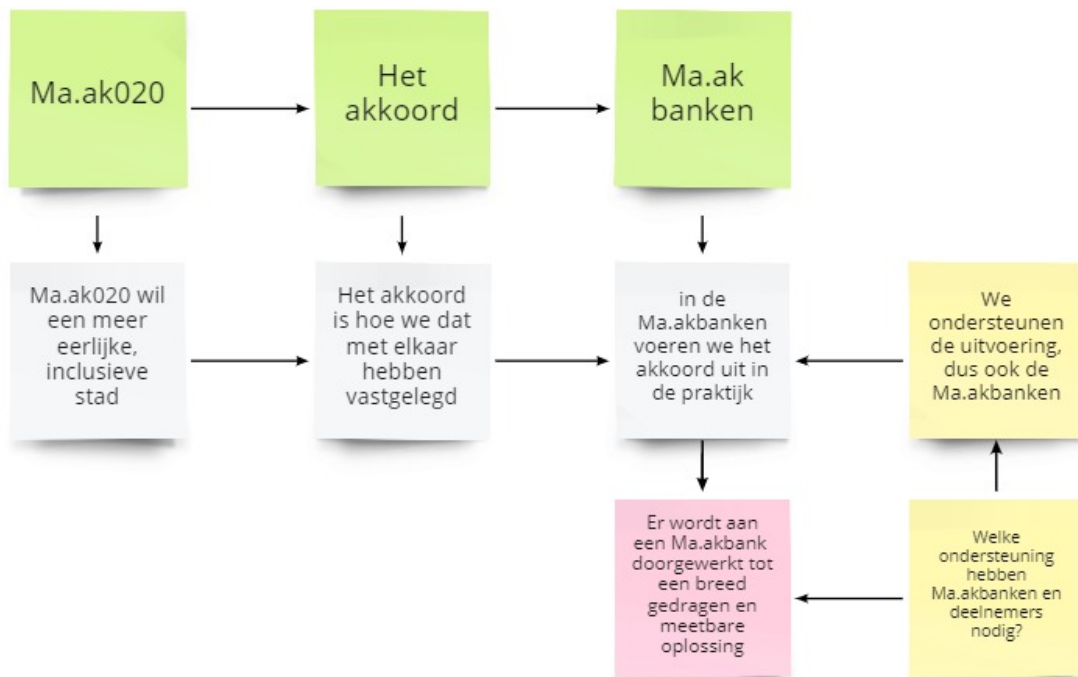 Ma.ak020
Het
akkoord
Ma.ak
banken
Ma.ak020 wil
een meer
eerlijke,
inclusieve
stad
Het akkoord
is hoe we dat
met elkaar
hebben
vastgelegd
in de
Ma.akbanken
voeren we het
akkoord uit in
de praktijk
We
ondersteunen
de uitvoering,
dus ook de
Ma.akbanken
Er wordt aan
een Ma.akbank
doorgewerkt tot
een breed
gedragen en
meetbare
oplossing
Welke
ondersteuning
hebben
Ma.akbanken en
deelnemers
nodig?